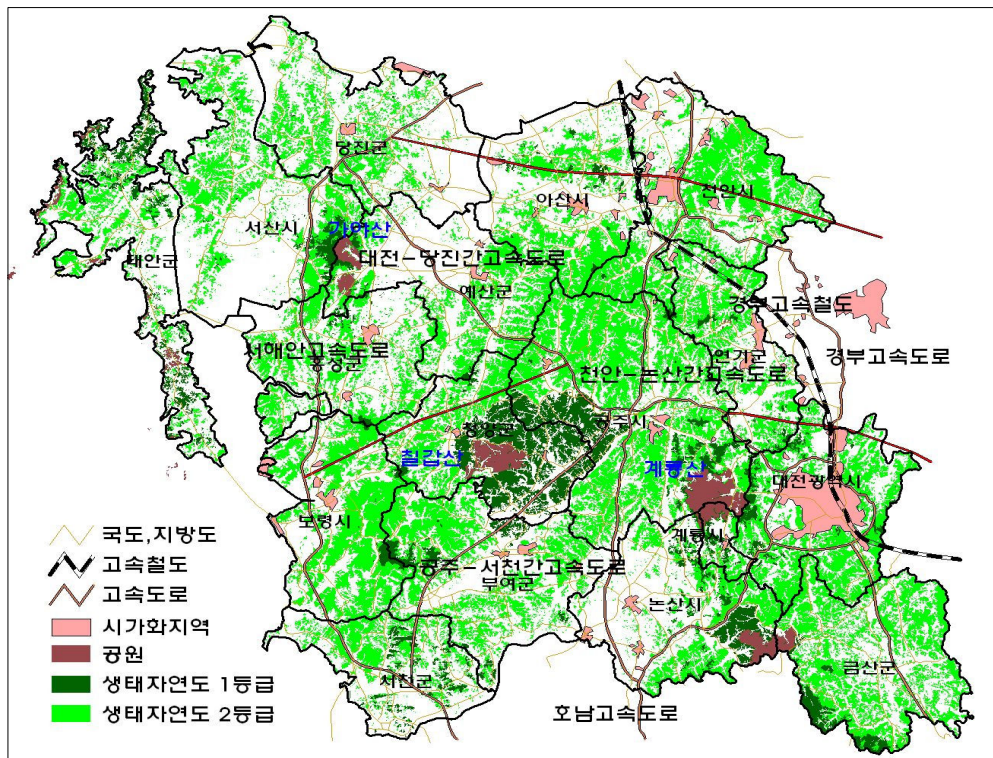 당진군
천안시
아산시
서산시
가야산
태안군
대전-당진간고속도로
예산군
경부고속철도
서해안고속도로
홍성군
연기군
경부고속도로
천안-논산간고속도로
청양군
공주시
칠갑산
계룡산
대전광역시
보령시
계룡시
공주-서천간고속도로
부여군
논산시
금산군
서천군
호남고속도로
국도,지방도
고속철도
고속도로
시가화지역
공원
생태자연도 1등급
생태자연도 2등급